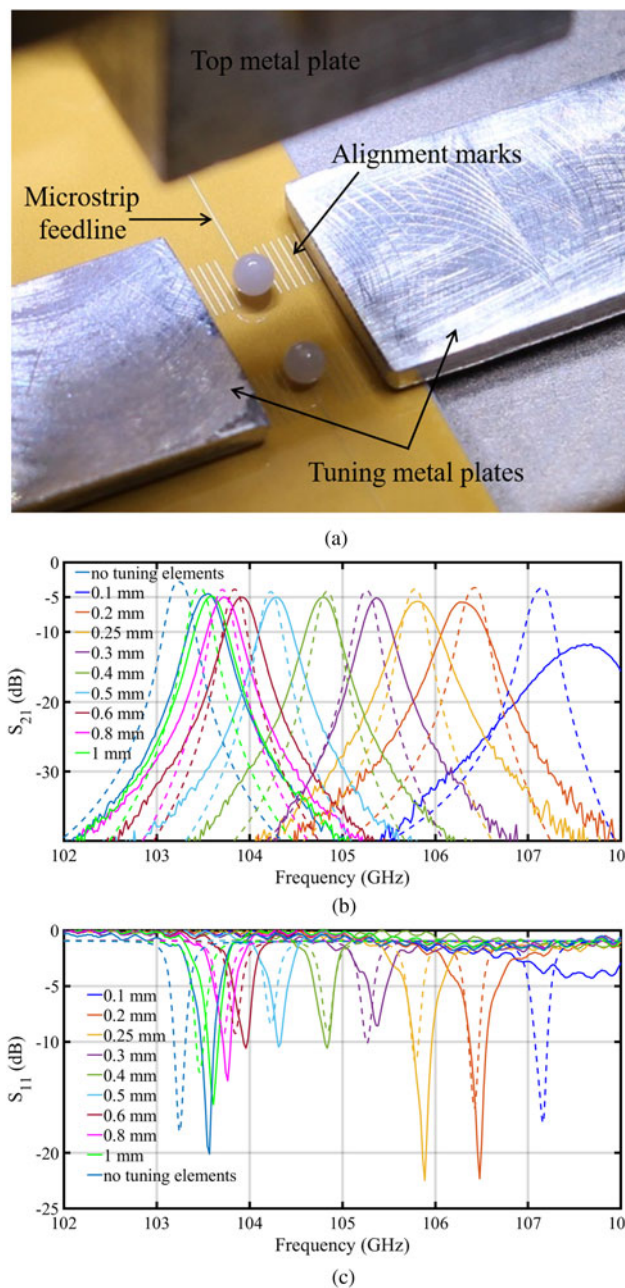 Top metal plate
Alignment marks
Microstrip
feedline
Tuning metal plates
(a)
0
-5
-10
-20
-30
S21 (dB)
no tuning elements
0.1 mm
0.2 mm
0.25 mm
0.3 mm
0.4 mm
0.5 mm
0.6 mm
0.8 mm
1 mm
102 103 104 105 106 107 10
Frequency (GHz)
(b)
0
-5
-10
-20
-25
S11 (dB)
0.1 mm
0.2 mm
0.25 mm
0.3 mm
0.4 mm
0.5 mm
0.6 mm
0.8 mm
1 mm
no tuning elements
102 103 104 105 106 107 10
Frequency (GHz)
(c)